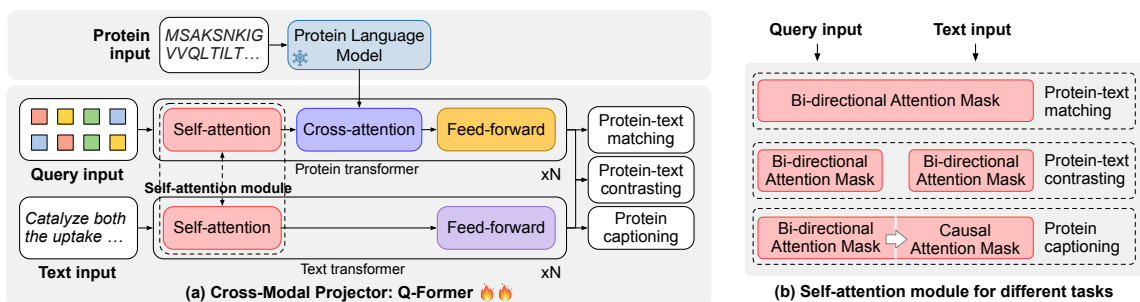 Protein
input
MSAKSNKIG
VVQLTILT...
Protein Language
Model
Query input
Self-attention
Cross-attention
Feed-forward
Protein transformer
xN
Self-attention module
Catalyze both
the uptake ...
Text input
Self-attention
Feed-forward
Text transformer
xN
Protein-text
matching
Protein-text
contrasting
Protein
captioning
(a) Cross-Modal Projector: Q-Former
Query input
Text input
Bi-directional Attention Mask
Protein-text
matching
Bi-directional
Attention Mask
Bi-directional
Attention Mask
Protein-text
contrasting
Bi-directional
Attention Mask
Causal
Attention Mask
Protein
captioning
(b) Self-attention module for different tasks